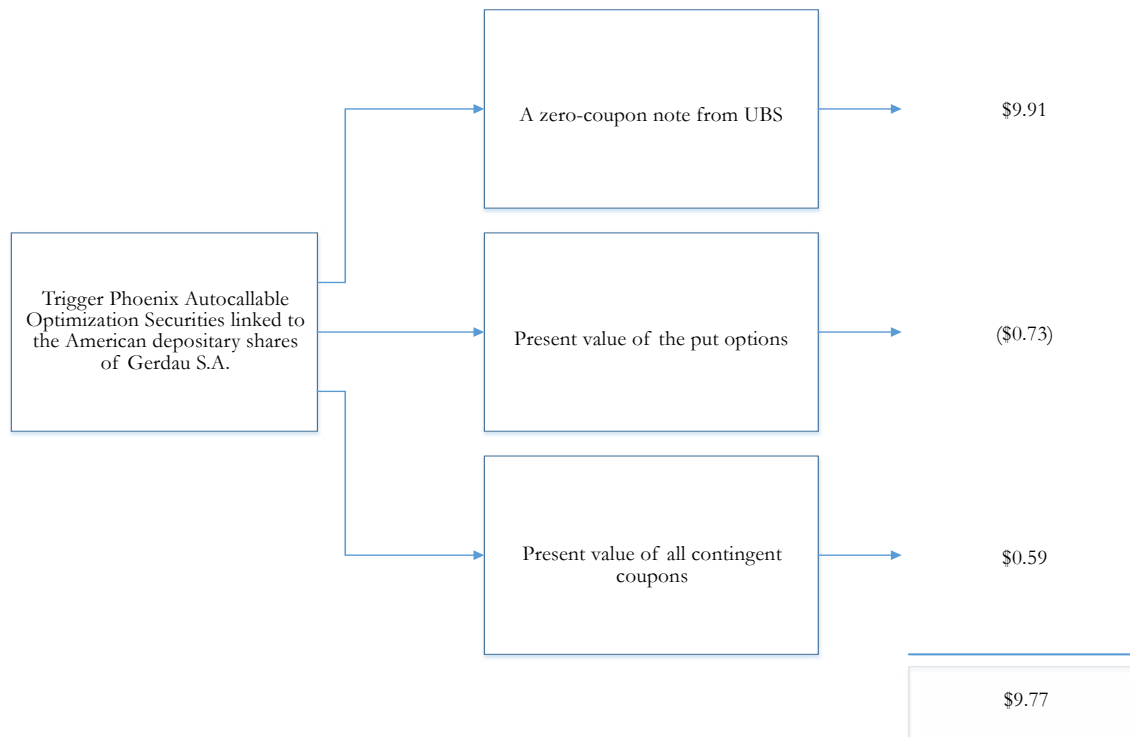 A zero-coupon note from UBS
$9.91
Trigger Phoenix Autocallable
Optimization Securities linked to
the American depositary shares
of Gerdau S.A.
Present value of the put options
($0.73)
Present value of all contingent
coupons
$0.59
$9.77